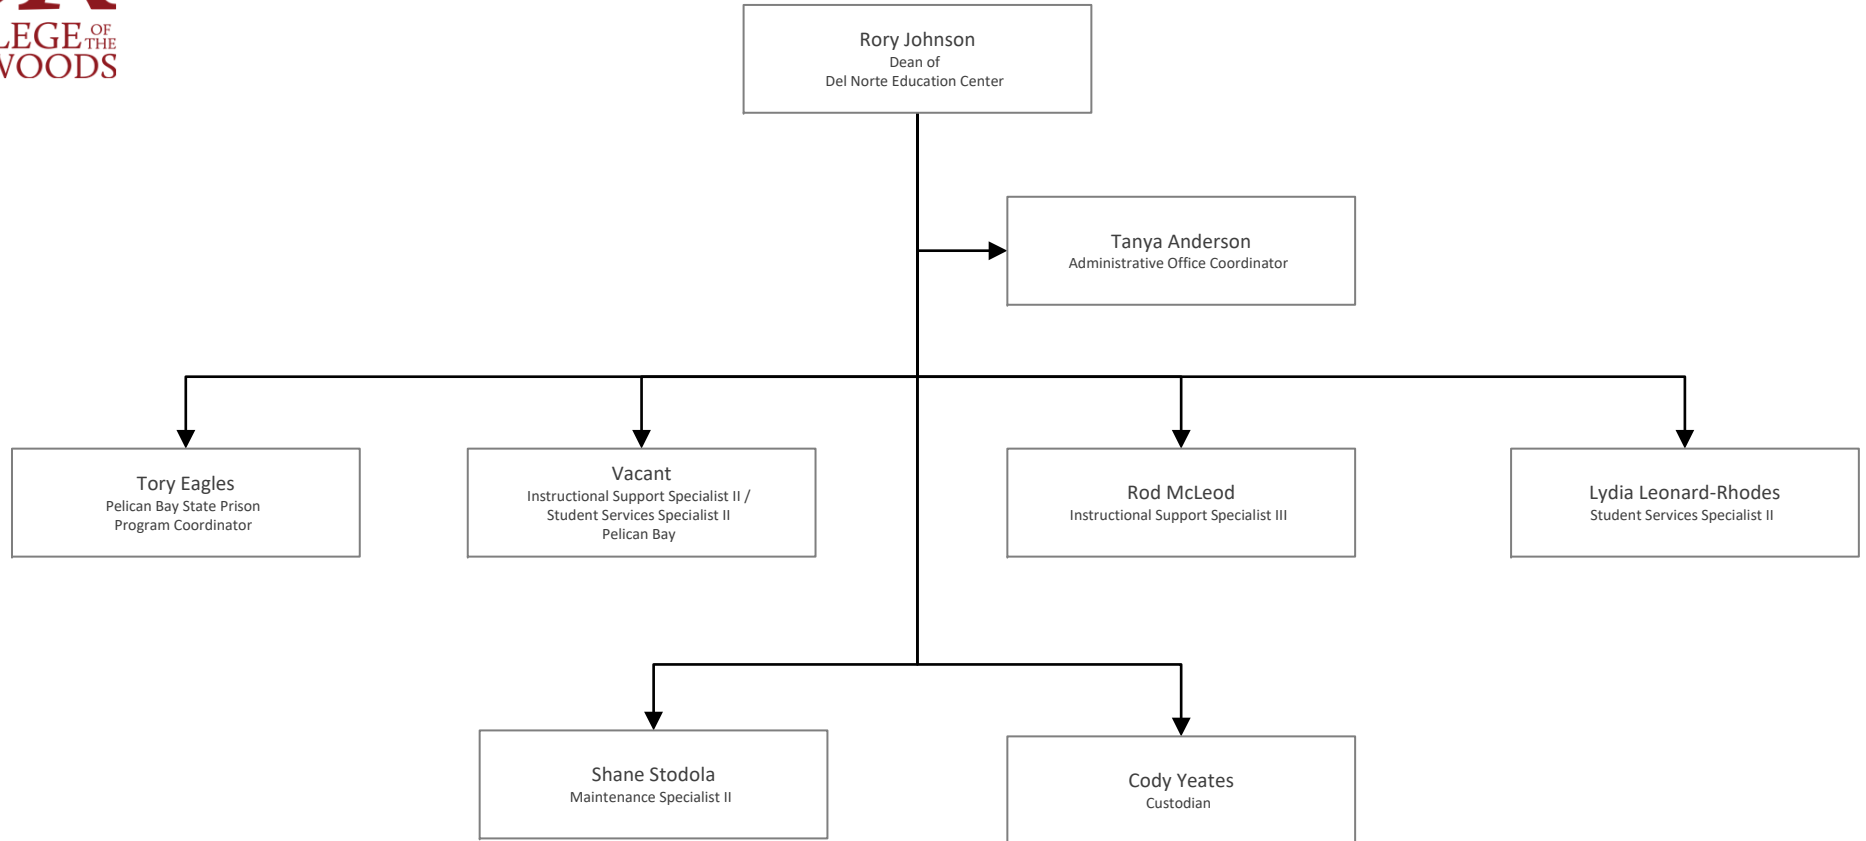 LEGE OF THE
WOODS
Rory Johnson
Dean of
Del Norte Education Center
Tanya Anderson
Administrative Office Coordinator
Tory Eagles
Pelican Bay State Prison
Program Coordinator
Vacant
Instructional Support Specialist II /
Student Services Specialist II
Pelican Bay
Rod McLeod
Instructional Support Specialist III
Lydia Leonard-Rhodes
Student Services Specialist II
Shane Stodola
Maintenance Specialist II
Cody Yeates
Custodian